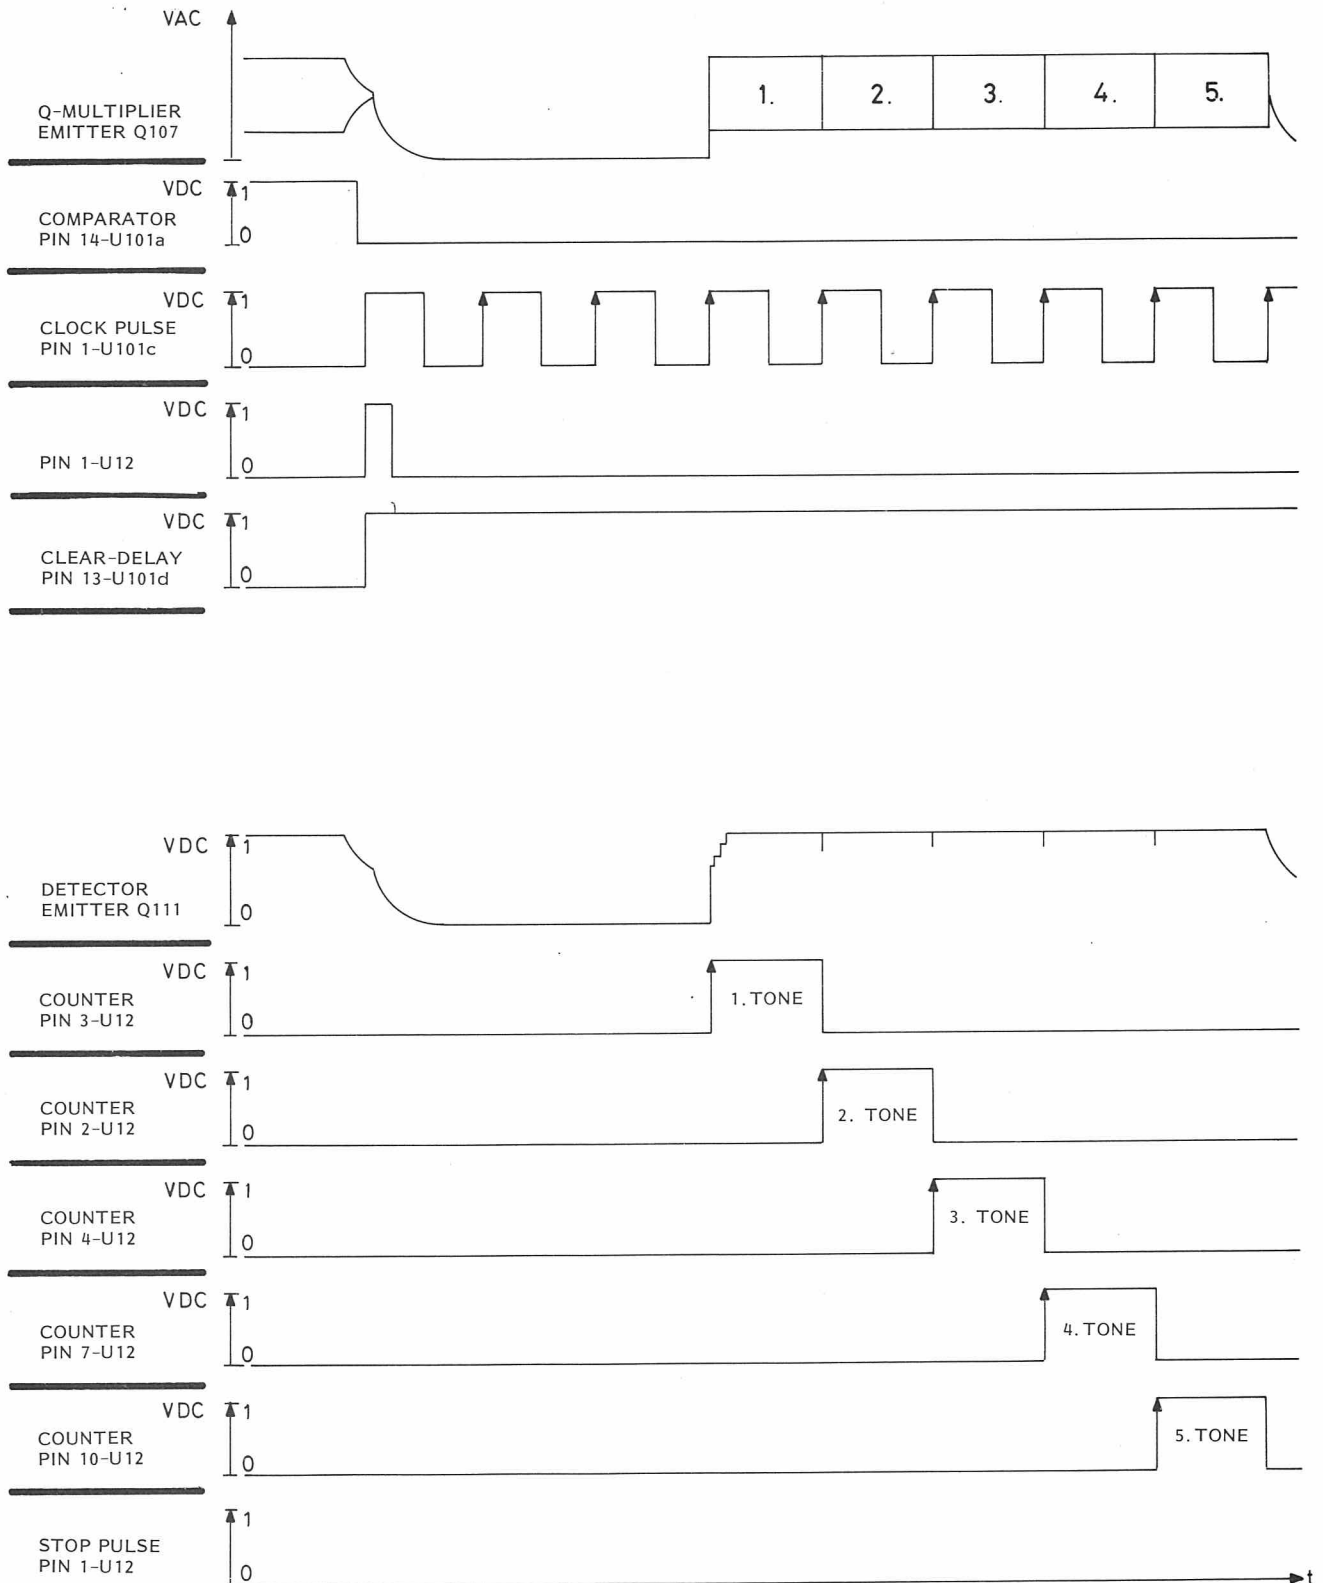 VAC
Q-MULTIPLIER
EMITTER Q107
1. 2. 3. 4. 5.
VDC 1
COMPARATOR
PIN 14-U101a
0
VDC 1
CLOCK PULSE
PIN 1-U101c
0
VDC 1
PIN 1-U12
0
VDC 1
CLEAR-DELAY
PIN 13-U101d
0
VDC 1
DETECTOR
EMITTER Q111
0
VDC 1
COUNTER
PIN 3-U12
0
1. TONE
VDC 1
COUNTER
PIN 2-U12
0
2. TONE
VDC 1
COUNTER
PIN 4-U12
0
3. TONE
VDC 1
COUNTER
PIN 7-U12
0
4. TONE
VDC 1
COUNTER
PIN 10-U12
0
5. TONE
1
STOP PULSE
PIN 1-U12
0
t